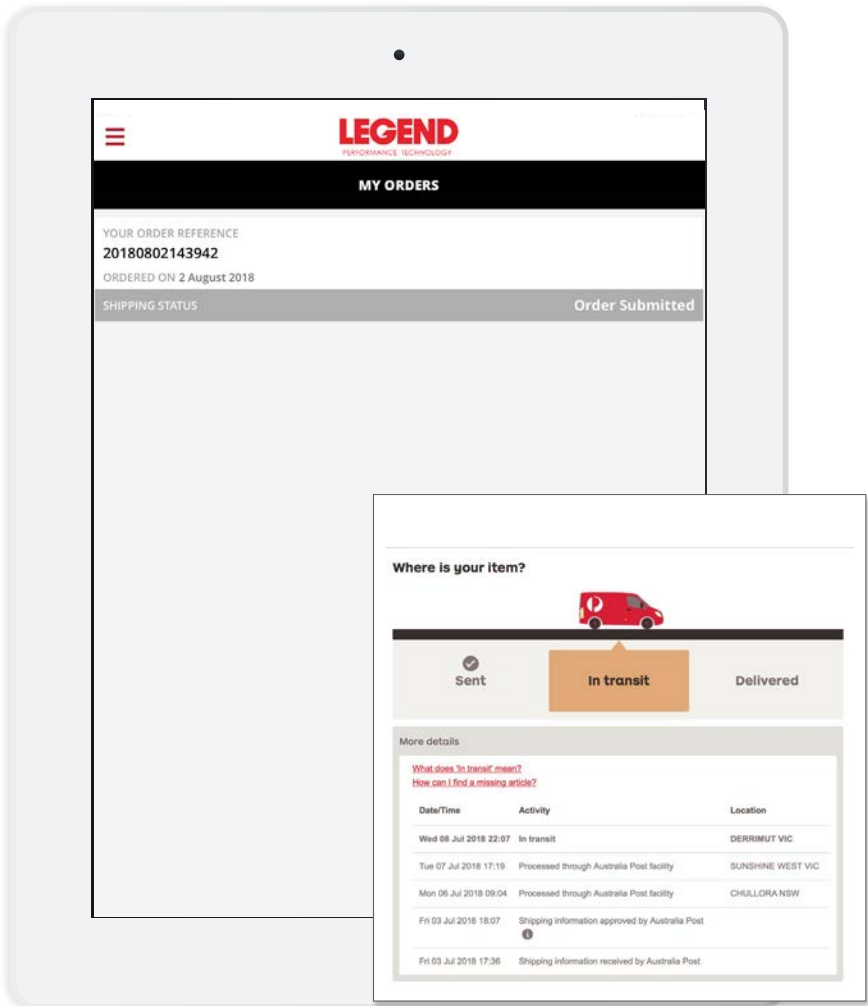 LEGEND
PERFORMANCE TECHNOLOGY
MY ORDERS
YOUR ORDER REFERENCE
20180802143942
ORDERED ON 2 August 2018
SHIPPING STATUS Order Submitted
Where is your item?
Sent In transit Delivered
More details
What does 'In transit' mean?
How can I find a missing article?
Date/Time Activity Location
Wed 08 Jul 2018 22:07 In transit DERRIMUT VIC
Tue 07 Jul 2018 17:19 Processed through Australia Post facility SUNSHINE WEST VIC
Mon 06 Jul 2018 09:04 Processed through Australia Post facility CHULLORA NSW
Fri 03 Jul 2018 18:07 Shipping information approved by Australia Post
Fri 03 Jul 2018 17:36 Shipping information received by Australia Post